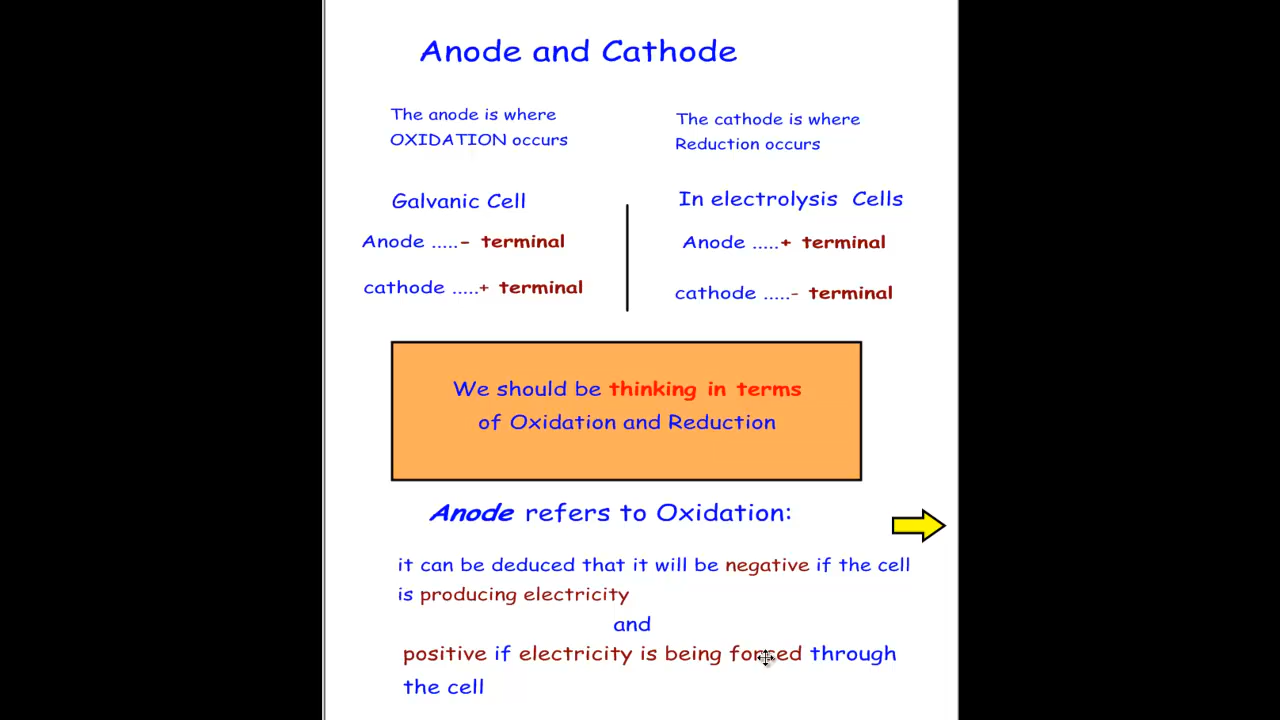 Anode and Cathode
The anode is where
OXIDATION occurs
The cathode is where
Reduction occurs
Galvanic Cell
Anode .....- terminal
cathode .....+ terminal
In electrolysis Cells
Anode .....+ terminal
cathode .....- terminal
We should be thinking in terms
of Oxidation and Reduction
Anode refers to Oxidation:
it can be deduced that it will be negative if the cell
is producing electricity
and
positive if electricity is being forced through
the cell